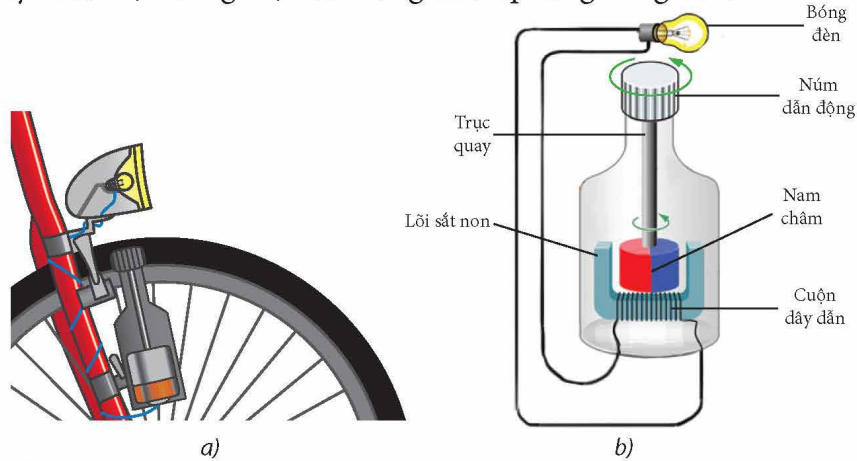 Bóng
đèn
Núm
dẫn động
Trục
quay
Nam
châm
Lõi sắt non
Cuộn
dây dẫn
a)
b)